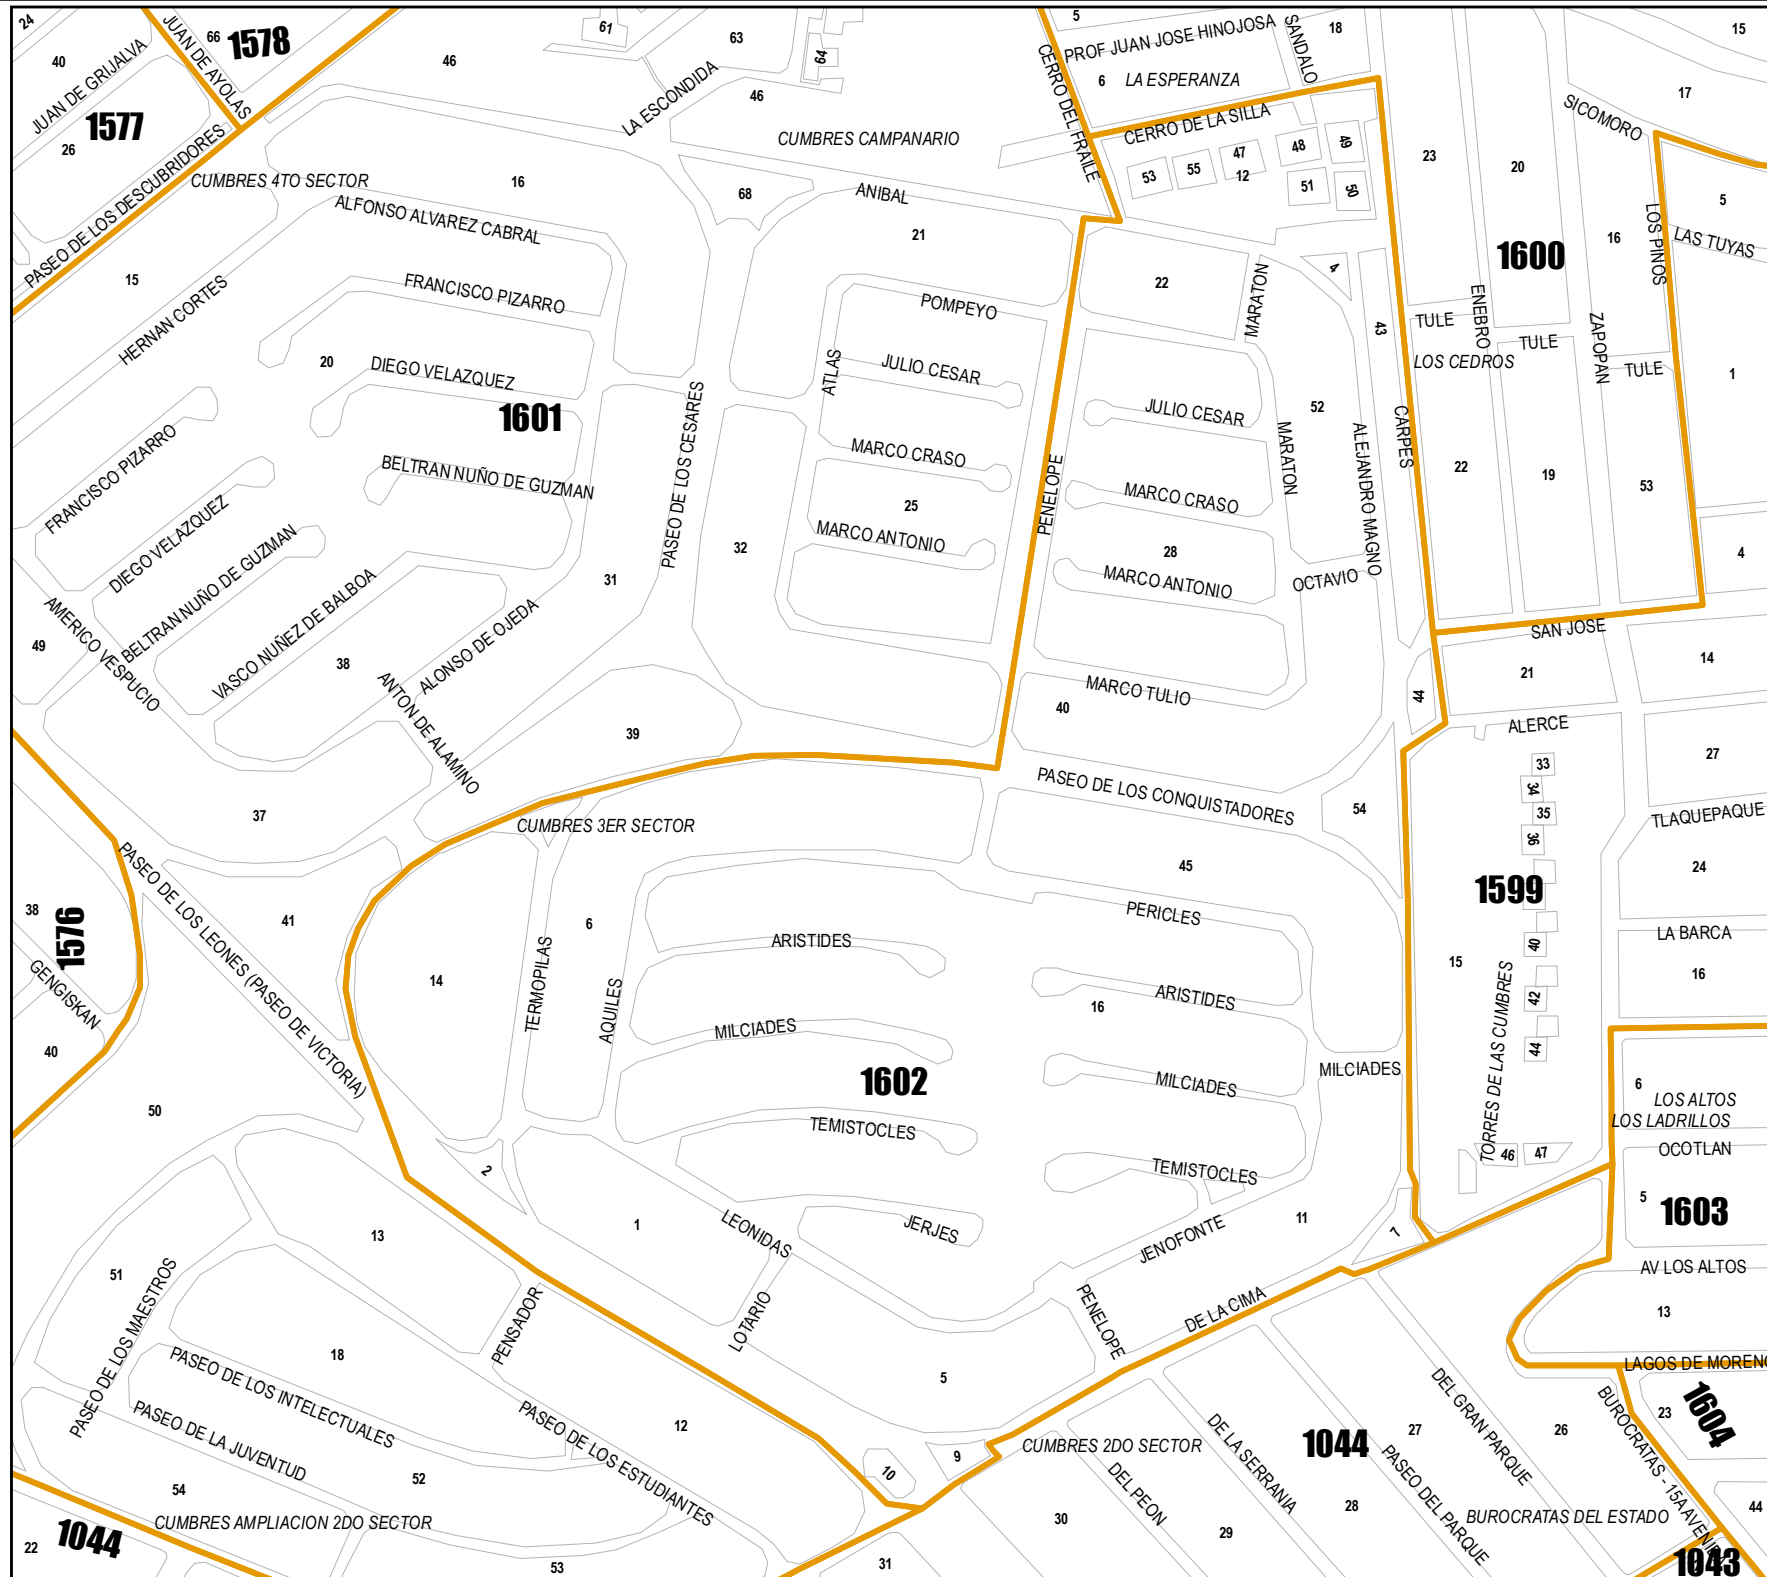 24
JUAN DE AYOLAS
66
1578
61
63
64
5
PROF JUAN JOSE HINOJOSA
SANDALO
18
15
40
JUAN DE GRIJALVA
46
LA ESCONDIDA
46
CERRO DEL FRAILE
6
LA ESPERANZA
17
SICOMORO
1577
26
CUMBRES CAMPANARIO
CERRO DE LA SILLA
53
55
47
12
48
49
51
50
23
20
CUMBRES 4TO SECTOR
16
68
ANIBAL
5
PASEO DE LOS DESCUBRIDORES
ALFONSO ALVAREZ CABRAL
21
16
LOS PINOS
LAS TUYAS
1600
15
HERNAN CORTES
FRANCISCO PIZARRO
POMPEYO
22
MARATON
4
43
ENEBRO
TULE
TULE
ZAPOPAN
TULE
LOS CEDROS
1
20
DIEGO VELAZQUEZ
ATLAS
JULIO CESAR
1601
PASEO DE LOS CESARES
JULIO CESAR
52
CARPES
FRANCISCO PIZARRO
BELTRAN NUÑO DE GUZMAN
MARCO CRASO
PENELOPE
MARATON
ALEJANDRO MAGNO
22
19
53
DIEGO VELAZQUEZ
25
MARCO CRASO
MARCO ANTONIO
32
31
28
MARCO ANTONIO
OCTAVIO
4
BELTRAN NUÑO DE GUZMAN
VASCO NUÑEZ DE BALBOA
ALONSO DE OJEDA
AMERICO VESPUCIO
49
38
ANTON DE ALAMINO
SAN JOSE
14
21
44
40
MARCO TULIO
39
ALERCE
27
33
34
35
36
37
PASEO DE LOS CONQUISTADORES
54
TLAQUEPAQUE
CUMBRES 3ER SECTOR
45
24
1599
38
1576
PASEO DE LOS LEONES (PASEO DE VICTORIA)
41
6
PERICLES
LA BARCA
ARISTIDES
40
15
16
GENGISKAN
14
TERMOPILAS
AQUILES
ARISTIDES
16
42
TORRES DE LAS CUMBRES
MILCIADES
44
40
1602
MILCIADES
MILCIADES
6
LOS ALTOS
LOS LADRILLOS
50
TEMISTOCLES
OCOTLAN
46
47
2
TEMISTOCLES
5
1603
1
LEONIDAS
JERJES
JENOFONTE
11
7
13
51
PASEO DE LOS MAESTROS
AV LOS ALTOS
PENSADOR
LOTARIO
PENELOPE
DE LA CIMA
13
18
PASEO DE LOS INTELECTUALES
5
LAGOS DE MORENO
PASEO DE LA JUVENTUD
PASEO DE LOS ESTUDIANTES
12
DEL GRAN PARQUE
BUROCRATAS - 15A AVENIDA
23
1604
27
26
9
10
CUMBRES 2DO SECTOR
DE LA SERRANIA
1044
PASEO DEL PARQUE
52
54
DEL PEON
28
44
CUMBRES AMPLIACION 2DO SECTOR
30
29
BUROCRATAS DEL ESTADO
22
1044
53
31
1043